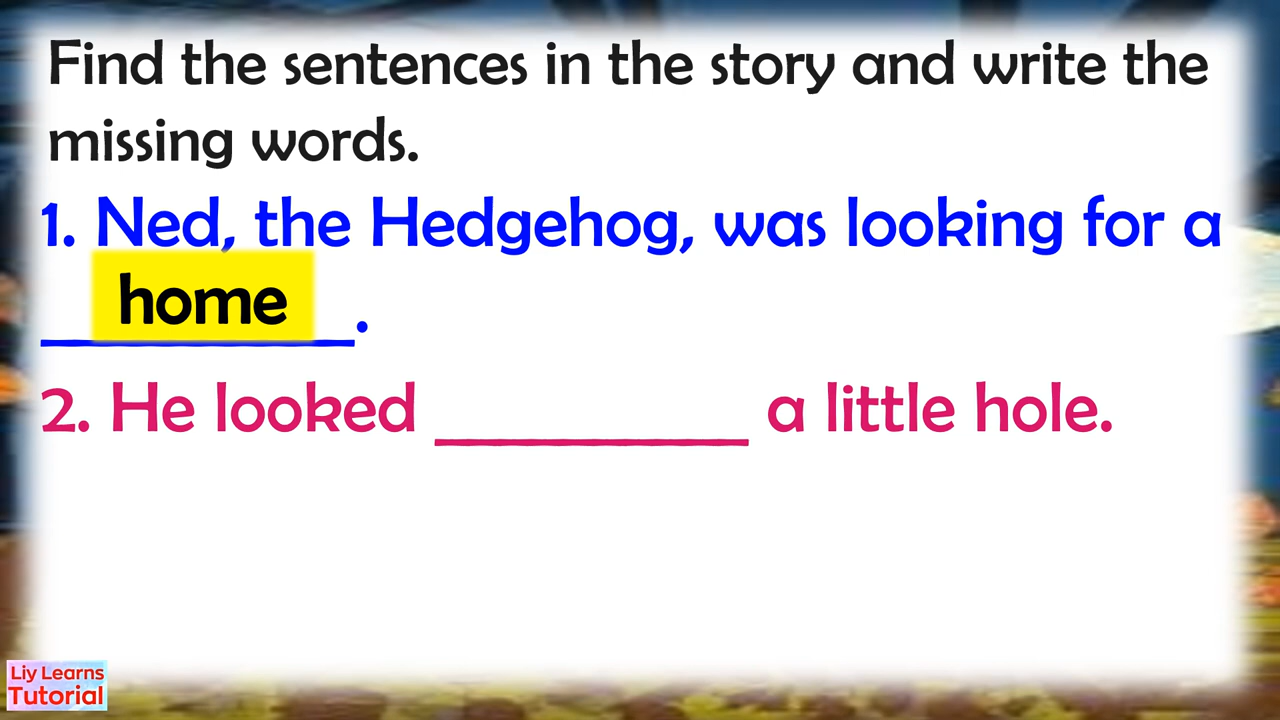 Find the sentences in the story and write the
missing words.
1. Ned, the Hedgehog, was looking for a
home.
2. He looked __________ a little hole.
Liy Learns
Tutorial